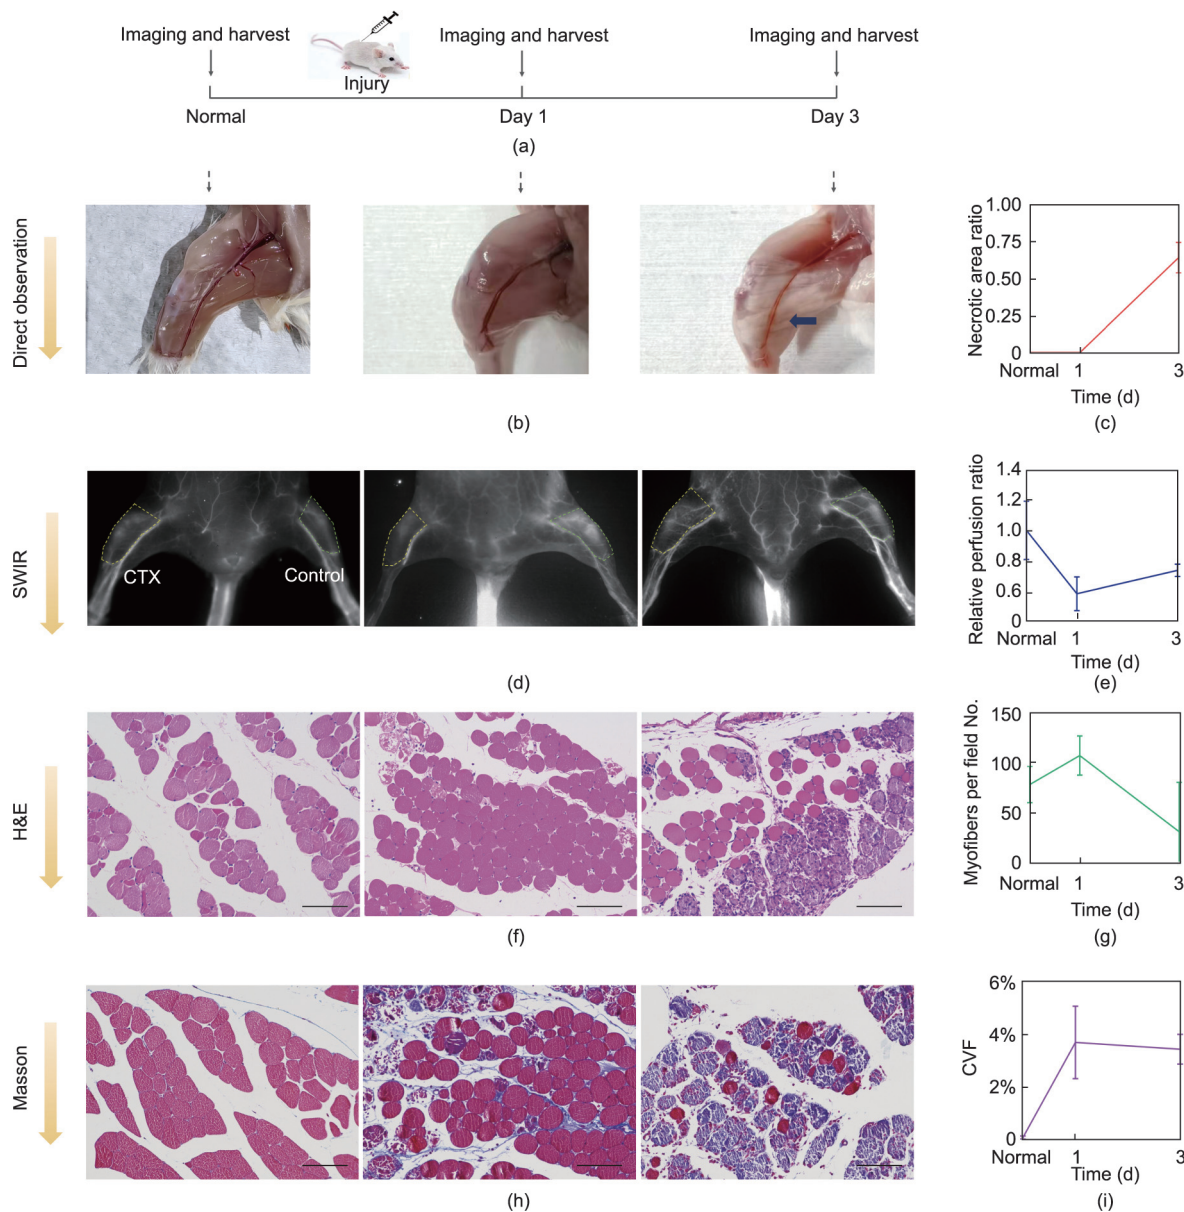 Imaging and harvest
Imaging and harvest
Imaging and harvest
Injury
Normal
Day 1
Day 3
(a)
Direct observation
(b)
Necrotic area ratio
1.00
0.75
0.50
0.25
0
Normal 1 3
Time (d)
(c)
SWIR
CTX
Control
(d)
Relative perfusion ratio
1.4
1.2
1.0
0.8
0.6
0
Normal 1 3
Time (d)
(e)
H&E
(f)
Myofibers per field No.
150
100
50
0
Normal 1 3
Time (d)
(g)
Masson
(h)
CVF
6%
4%
2%
0
Normal 1 3
Time (d)
(i)